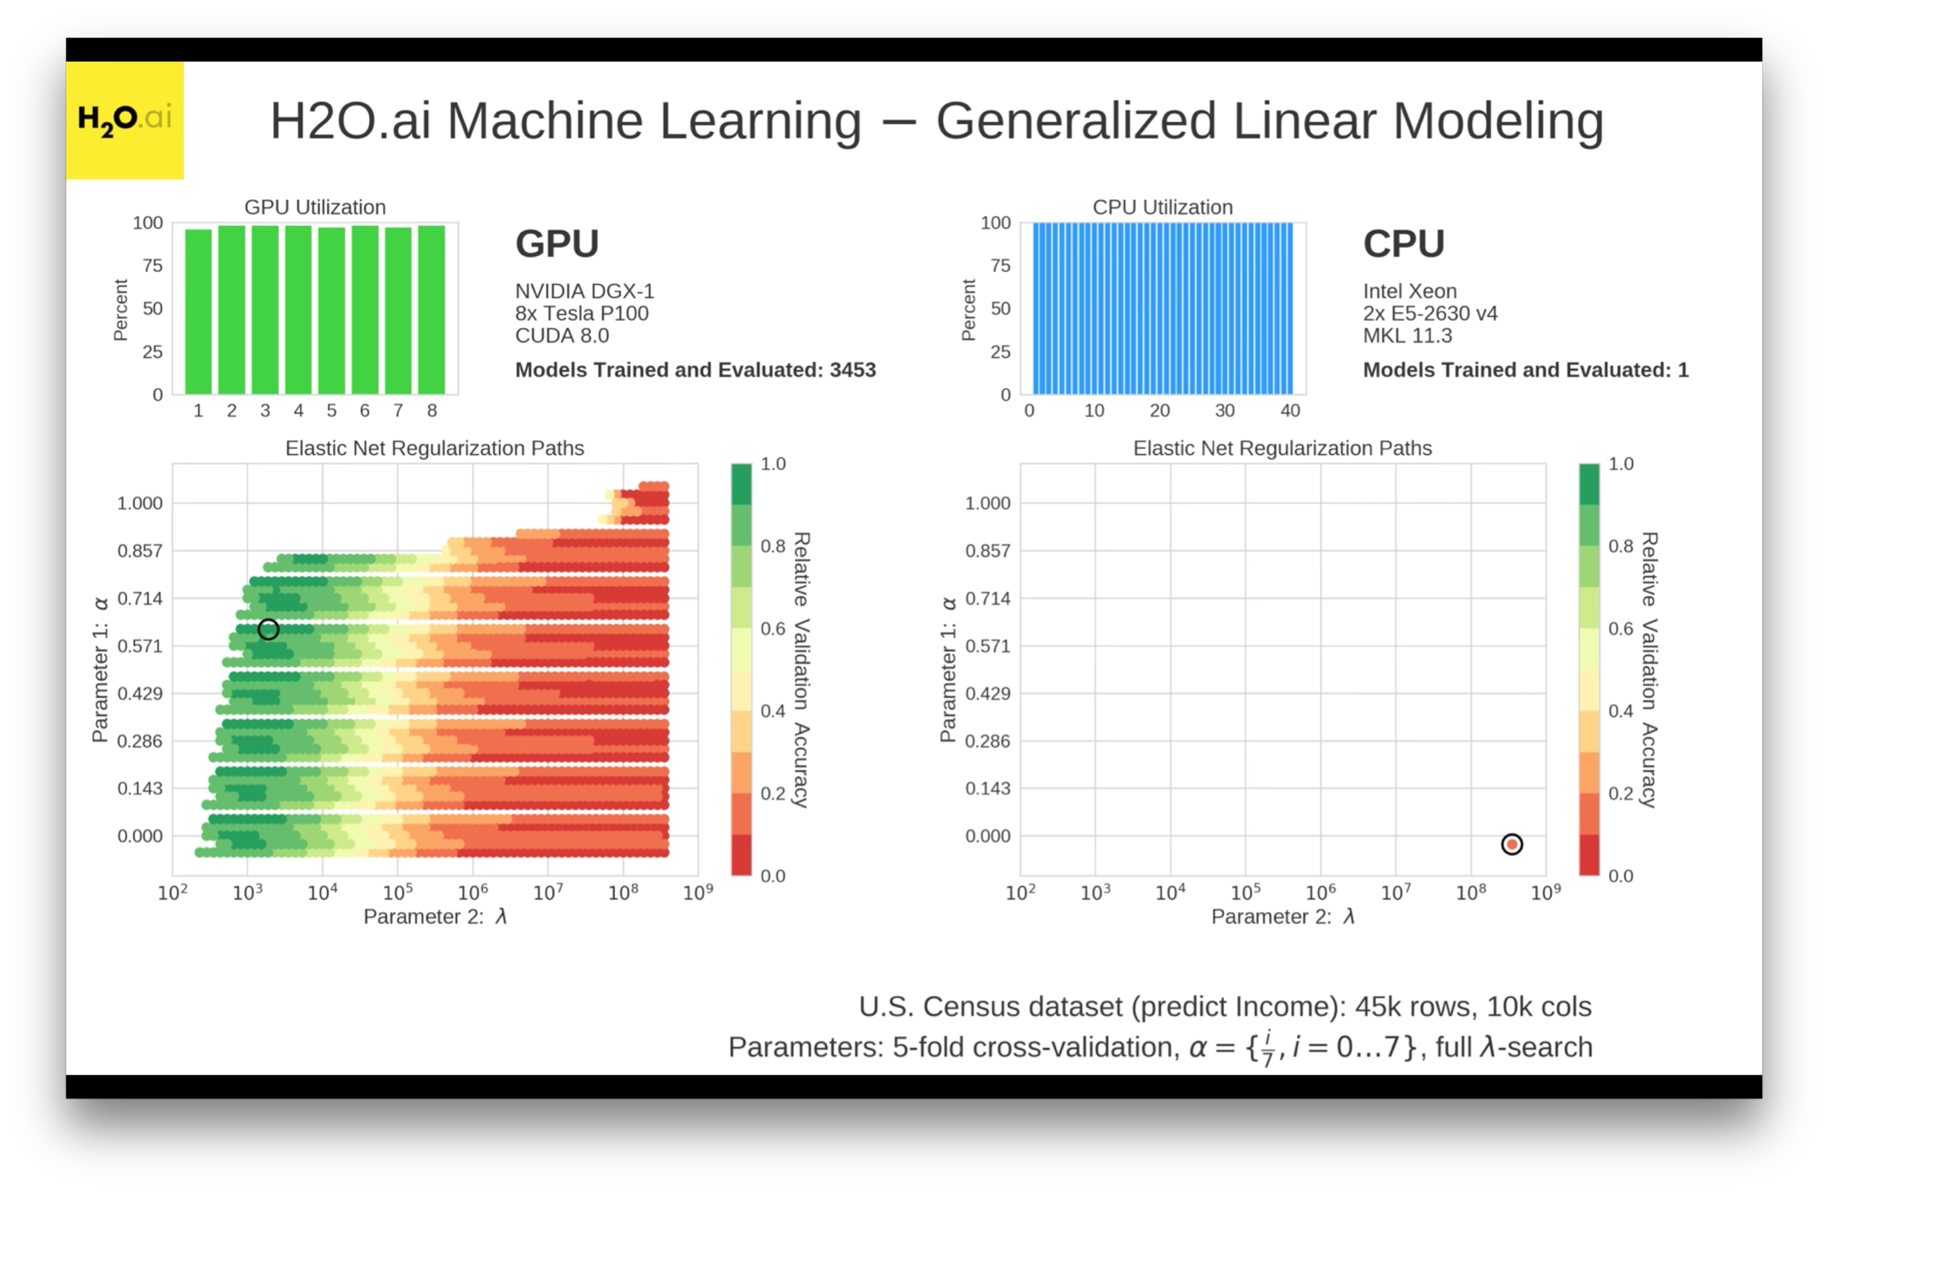 H2O.ai
H2O.ai Machine Learning − Generalized Linear Modeling
GPU Utilization
100
75
50
25
0
Percent
1 2 3 4 5 6 7 8
GPU
NVIDIA DGX-1
8x Tesla P100
CUDA 8.0
Models Trained and Evaluated: 3453
CPU Utilization
100
75
50
25
0
Percent
0 10 20 30 40
CPU
Intel Xeon
2x E5-2630 v4
MKL 11.3
Models Trained and Evaluated: 1
Elastic Net Regularization Paths
1.000
0.857
0.714
0.571
0.429
0.286
0.143
0.000
Parameter 1: α
10² 10³ 10⁴ 10⁵ 10⁶ 10⁷ 10⁸ 10⁹
Parameter 2: λ
1.0
0.8
0.6
0.4
0.2
0.0
Relative Validation Accuracy
Elastic Net Regularization Paths
1.000
0.857
0.714
0.571
0.429
0.286
0.143
0.000
Parameter 1: α
10² 10³ 10⁴ 10⁵ 10⁶ 10⁷ 10⁸ 10⁹
Parameter 2: λ
1.0
0.8
0.6
0.4
0.2
0.0
Relative Validation Accuracy
U.S. Census dataset (predict Income): 45k rows, 10k cols
Parameters: 5-fold cross-validation, α = {i/7, i = 0…7}, full λ-search